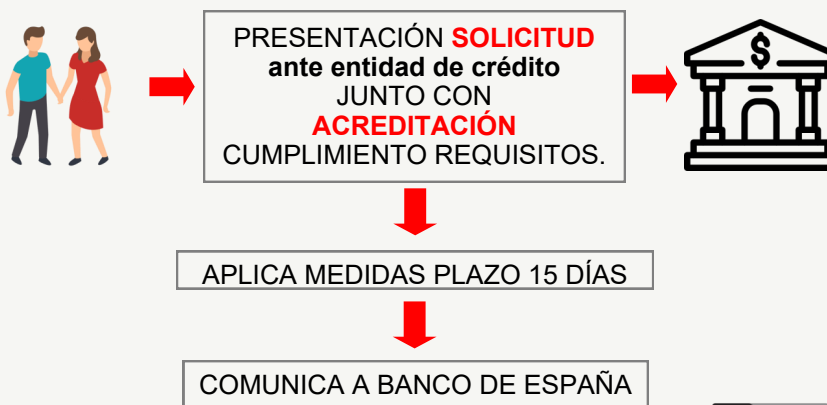 PRESENTACIÓN SOLICITUD
ante entidad de crédito
JUNTO CON
ACREDITACIÓN
CUMPLIMIENTO REQUISITOS.
$
APLICA MEDIDAS PLAZO 15 DÍAS
COMUNICA A BANCO DE ESPAÑA